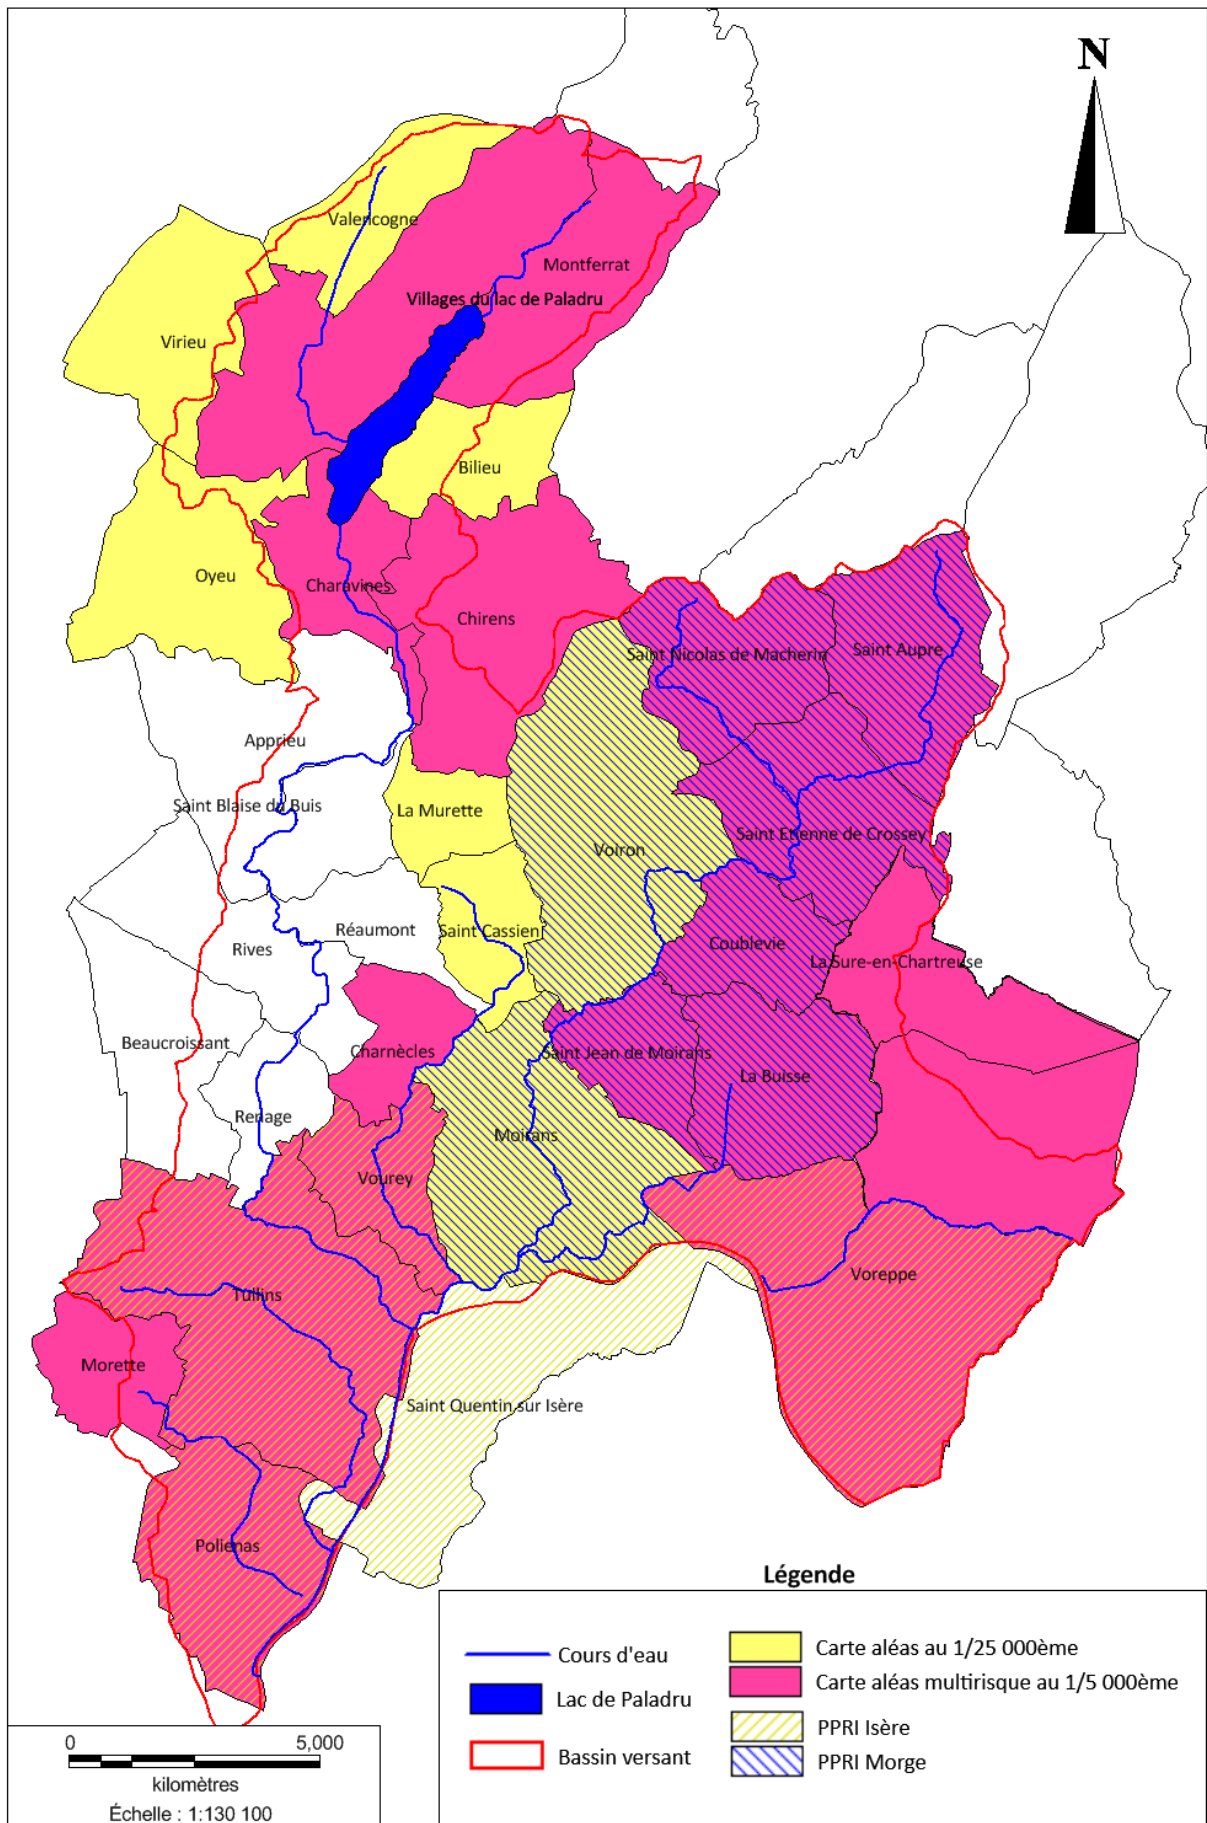 N
Valencogne
Montferrat
Villages du lac de Paladru
Virieu
Bilieu
Oyeu
Charavines
Chirens
Saint Nicolas de Macherin
Saint Aupre
Apprieu
Saint Blaise du Buis
La Murette
Voiron
Saint Etienne de Crossey
Réaumont
Saint Cassien
Rives
Coublevie
La Sure-en-Chartreuse
Beaucroissant
Charnècles
Saint Jean de Moirans
La Buisse
Renage
Moirans
Vourey
Voreppe
Tullins
Morette
Saint Quentin sur Isère
Polienas
Légende
Cours d'eau
Lac de Paladru
Bassin versant
Carte aléas au 1/25 000ème
Carte aléas multirisque au 1/5 000ème
PPRI Isère
PPRI Morge
0 5,000
kilomètres
Échelle : 1:130 100